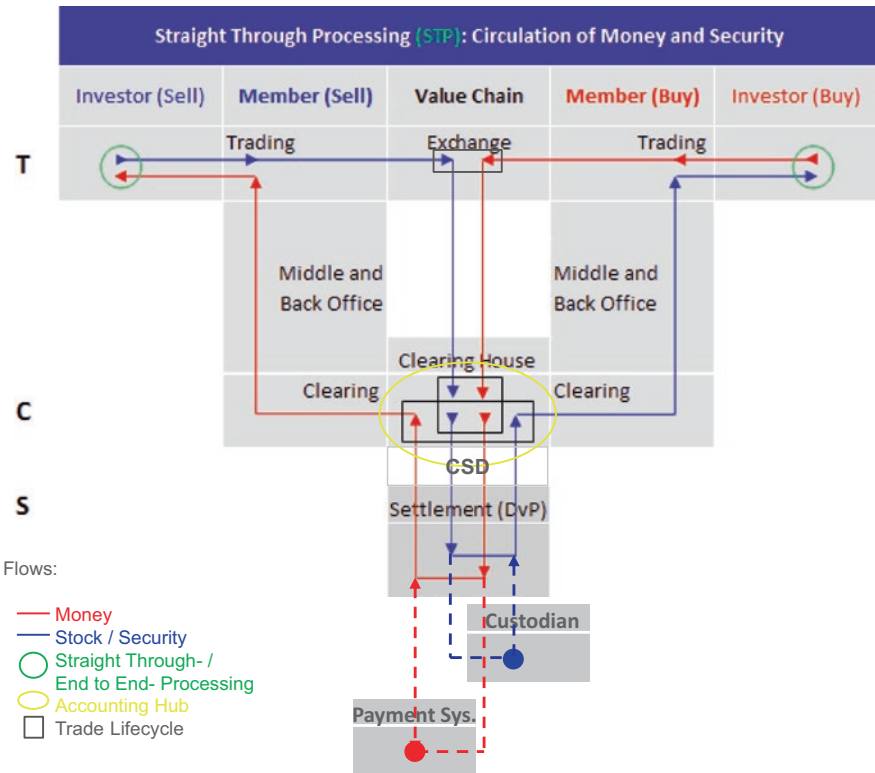 Straight Through Processing (STP): Circulation of Money and Security
Investor (Sell) Member (Sell) Value Chain Member (Buy) Investor (Buy)
T
Trading Exchange Trading
Middle and
Back Office
Middle and
Back Office
Clearing House
C
Clearing Clearing
CSD
S
Settlement (DvP)
Flows:
Money
Stock / Security
Straight Through- /
End to End- Processing
Accounting Hub
Trade Lifecycle
Custodian
Payment Sys.